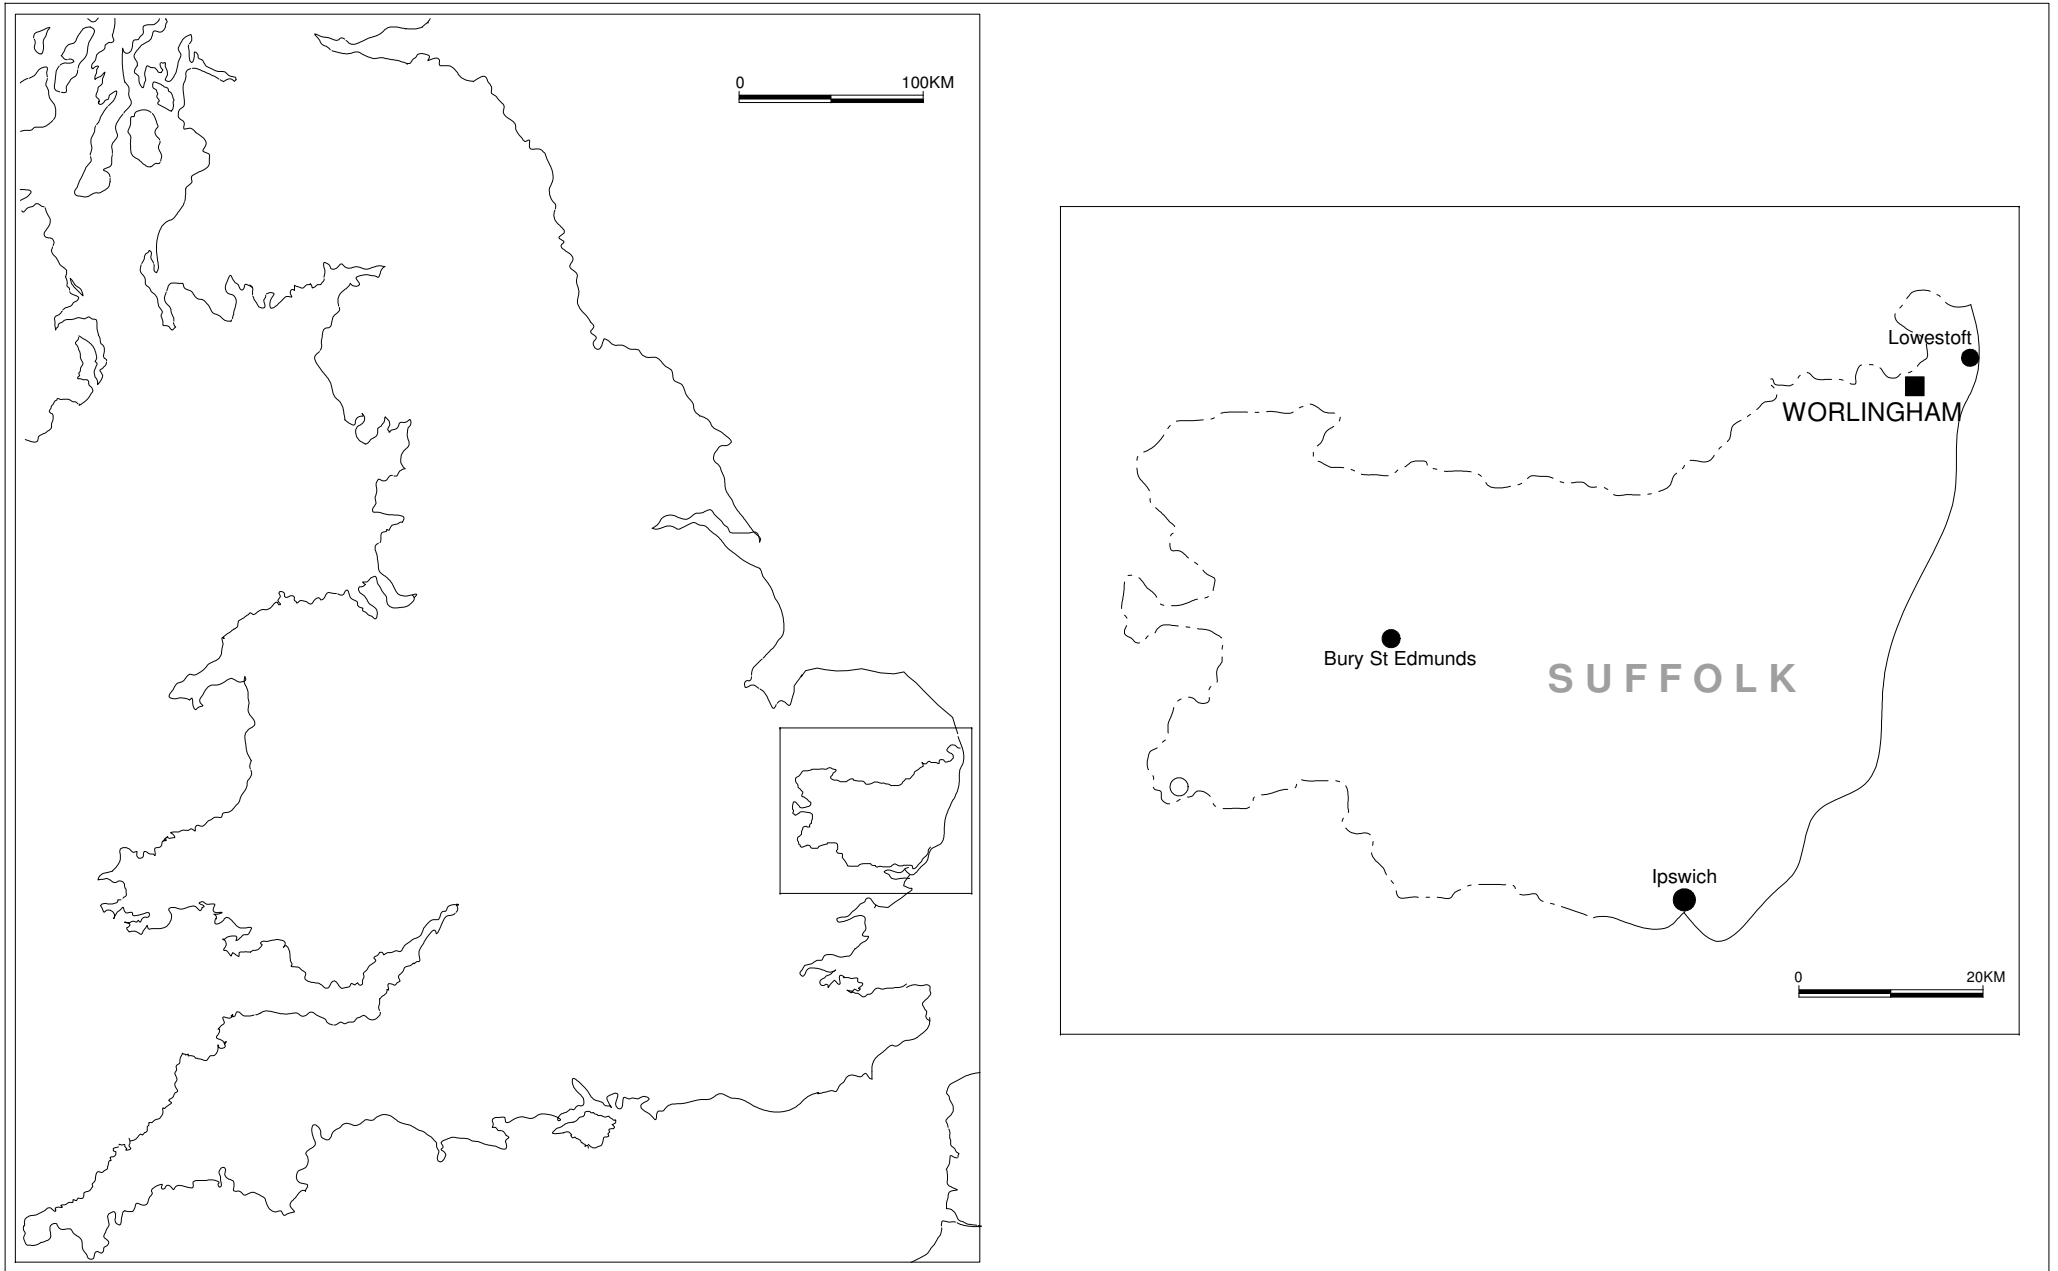 0 100KM
Lowestoft
WORLINGHAM
Bury St Edmunds
SUFFOLK
Ipswich
0 20KM